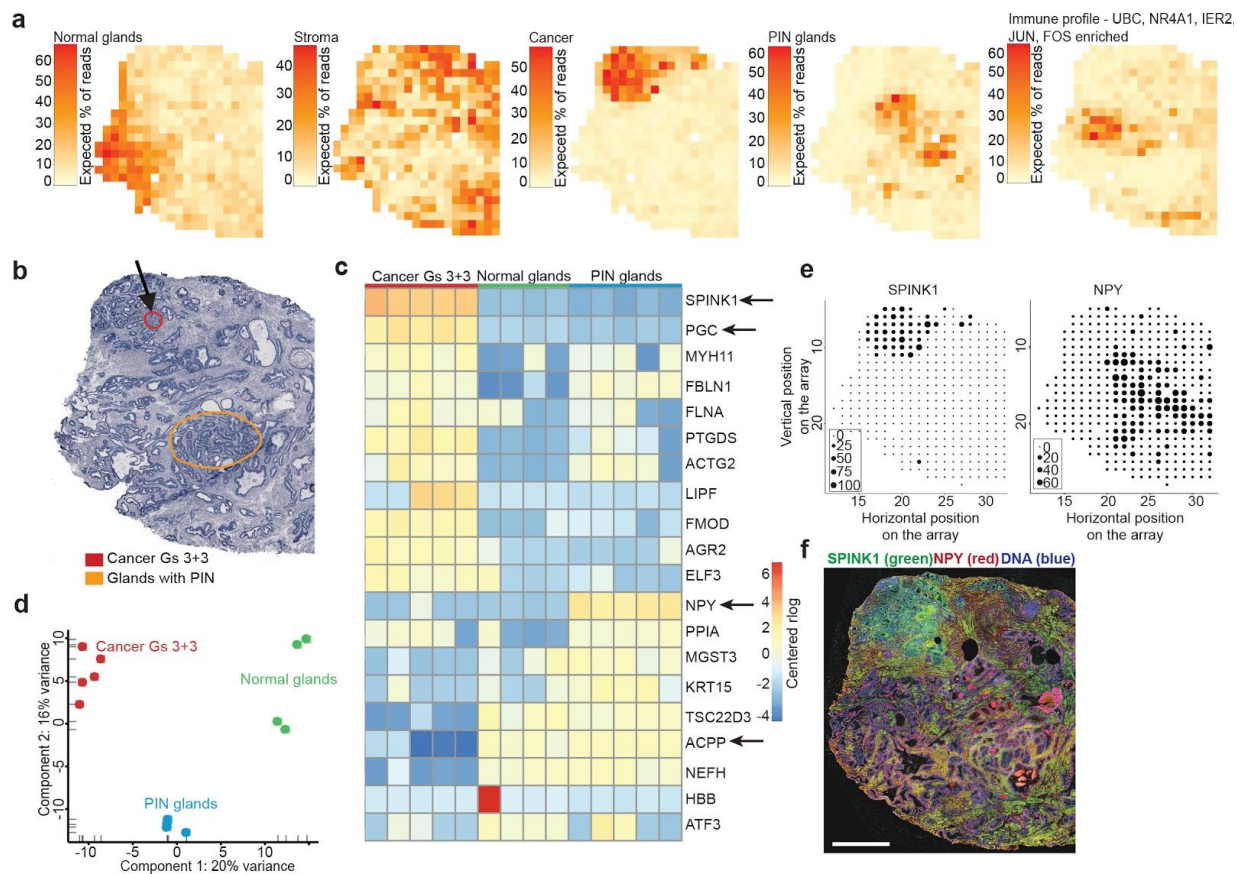 a
Normal glands
Expecetd % of reads
60
50
40
30
20
10
0
Stroma
Expecetd % of reads
40
30
20
10
0
Cancer
Expecetd % of reads
50
40
30
20
10
0
PIN glands
Expecetd % of reads
60
50
40
30
20
10
0
Immune profile - UBC, NR4A1, IER2,
JUN, FOS enriched
Expecetd % of reads
60
50
40
30
20
10
0
b
Cancer Gs 3+3
Glands with PIN
c
Cancer Gs 3+3 Normal glands PIN glands
SPINK1
PGC
MYH11
FBLN1
FLNA
PTGDS
ACTG2
LIPF
FMOD
AGR2
ELF3
NPY
PPIA
MGST3
KRT15
TSC22D3
ACPP
NEFH
HBB
ATF3
6
4
2
0
-2
-4
Centered rlog
d
Component 2: 16% variance
10
5
0
-5
-10
Cancer Gs 3+3
Normal glands
PIN glands
-10 -5 0 5 10
Component 1: 20% variance
e
SPINK1
Vertical position
on the array
10
20
0
25
50
75
100
15 20 25 30
Horizontal position
on the array
NPY
10
20
0
20
40
60
15 20 25 30
Horizontal position
on the array
f
SPINK1 (green) NPY (red) DNA (blue)